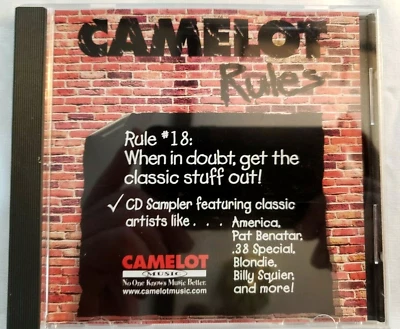 CAMELOT
Rules
Rule #18:
When in doubt, get the
classic stuff out!
✓ CD Sampler featuring classic
artists like . . . America,
Pat Benatar,
.38 Special,
Blondie,
Billy Squier,
and more!
CAMELOT
MUSIC
No One Knows Music Better.
www.camelotmusic.com